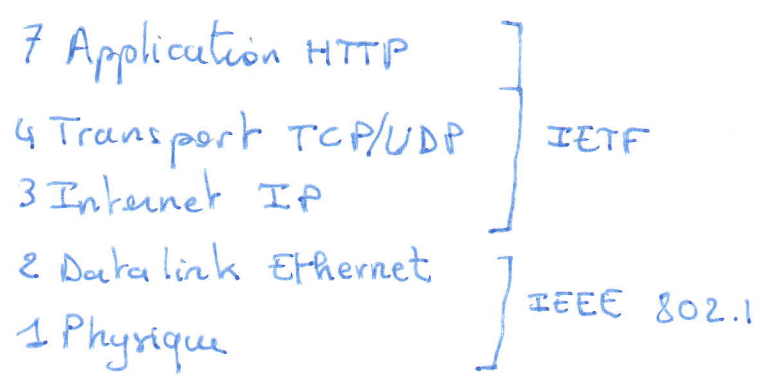 7 Application HTTP
4 Transport TCP/UDP
IETF
3 Internet IP
2 Datalink Ethernet
IEEE 802.1
1 Physique